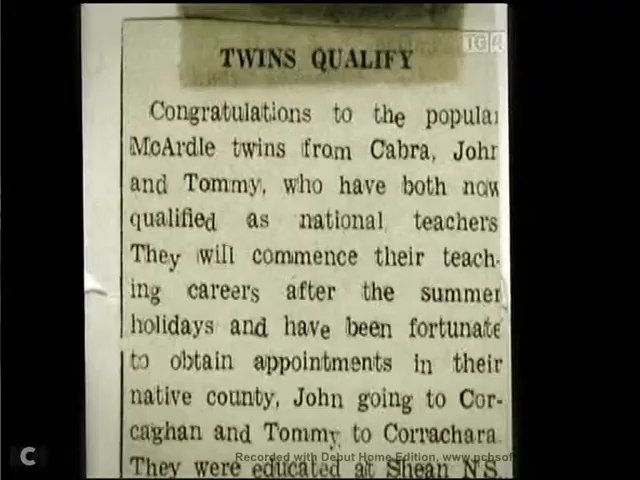 TG4
TWINS QUALIFY
Congratulations to the popular
McArdle twins from Cabra, John
and Tommy, who have both now
qualified as national teachers
They will commence their teach-
ing careers after the summer
holidays and have been fortunate
to obtain appointments in their
native county, John going to Cor-
caghan and Tommy to Corrachara.
They were educated at Shean N.S.
Recorded with Debut Home Edition, www.nchsof
C